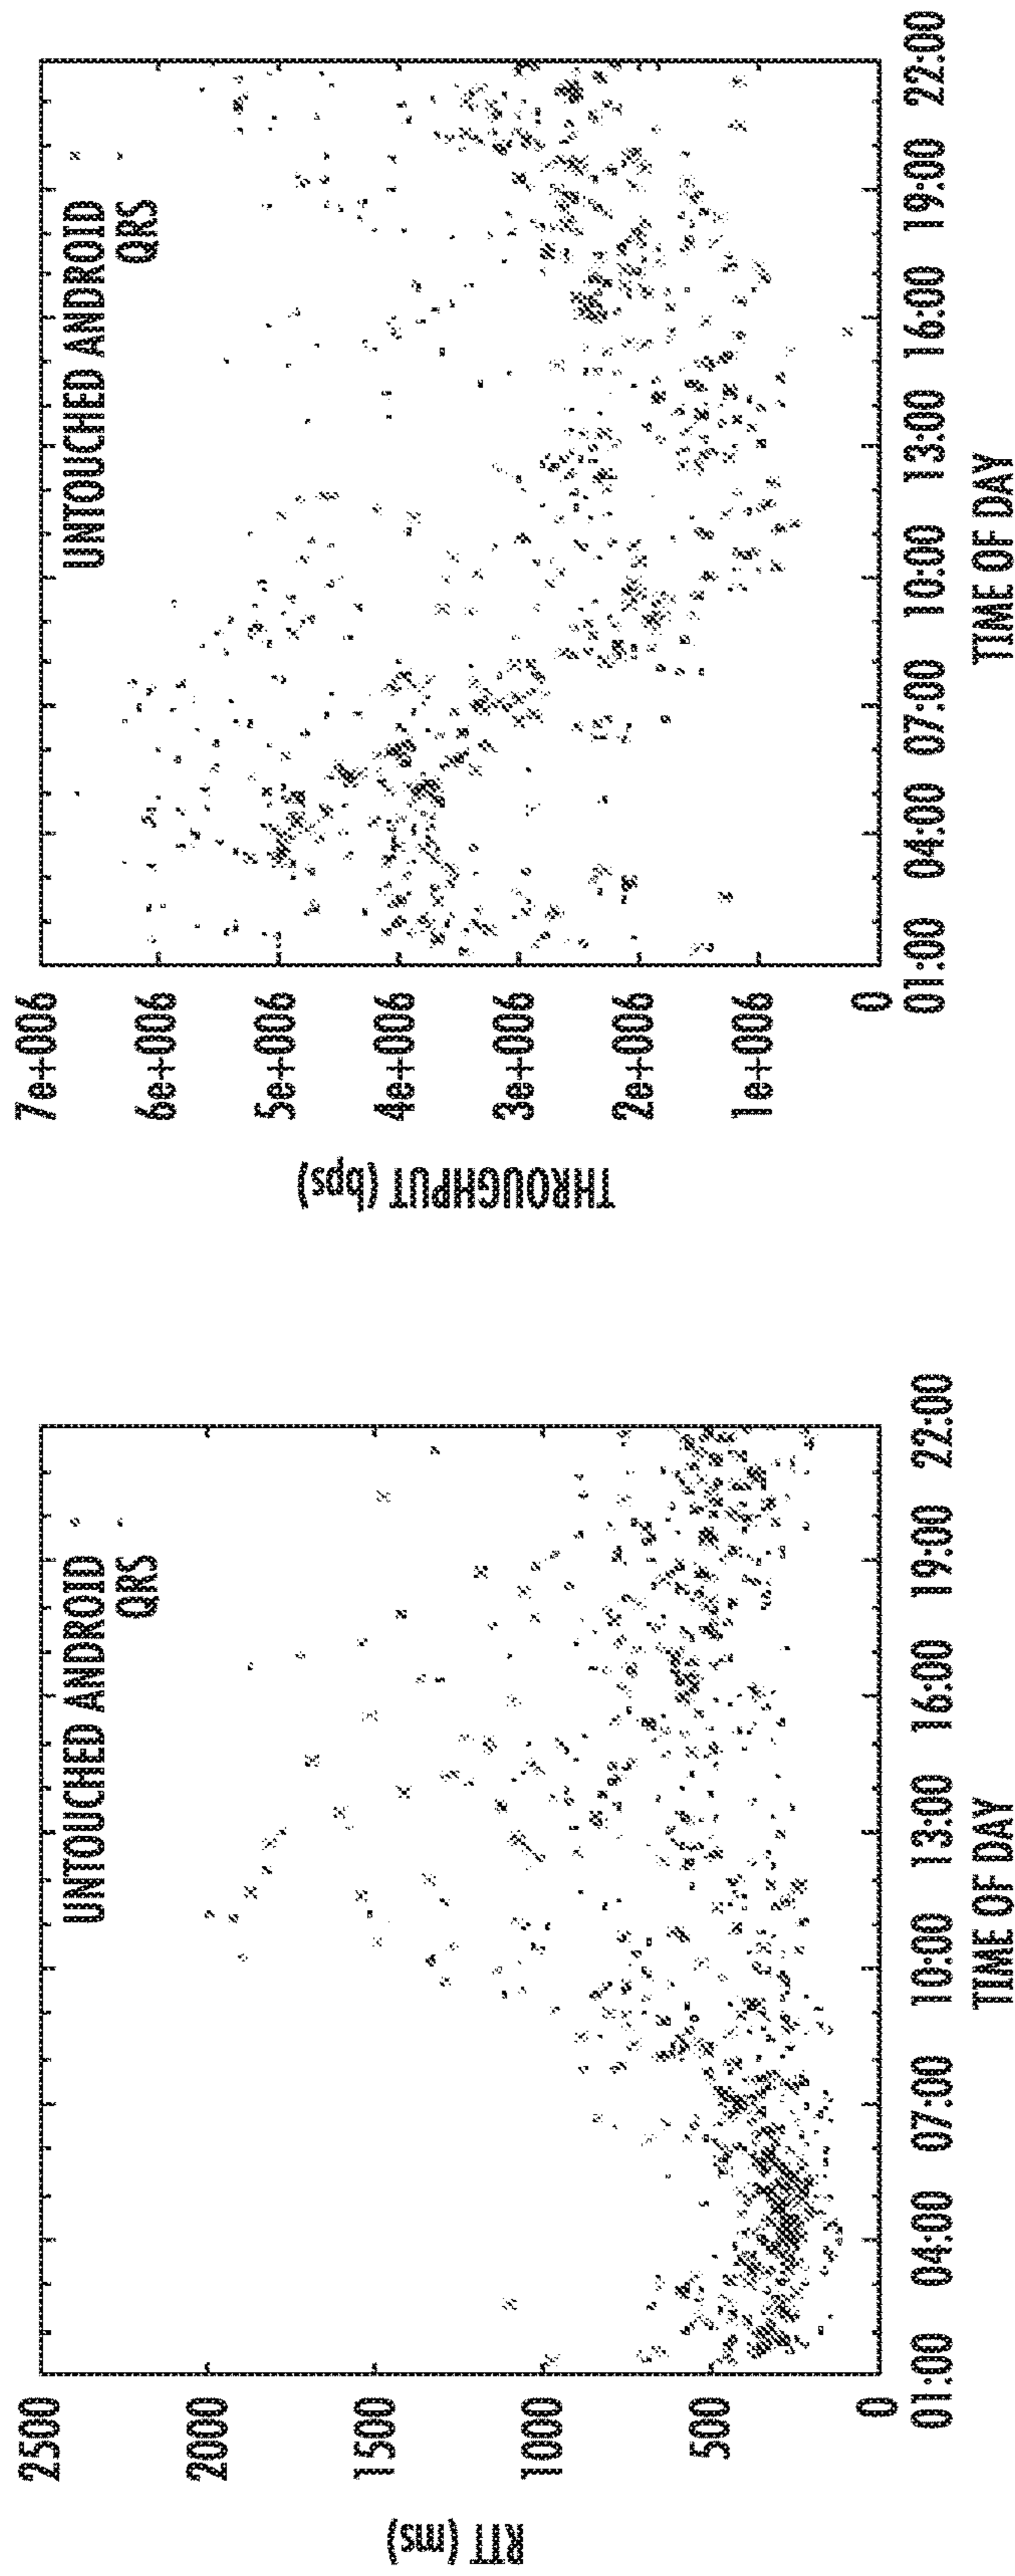 RTT (ms)
2500
2000
1500
1000
500
0
UNTOUCHED ANDROID
QRS
01:00 04:00 07:00 10:00 13:00 16:00 19:00 22:00
TIME OF DAY
THROUGHPUT (bps)
7e+006
6e+006
5e+006
4e+006
3e+006
2e+006
1e+006
0
UNTOUCHED ANDROID
QRS
01:00 04:00 07:00 10:00 13:00 16:00 19:00 22:00
TIME OF DAY